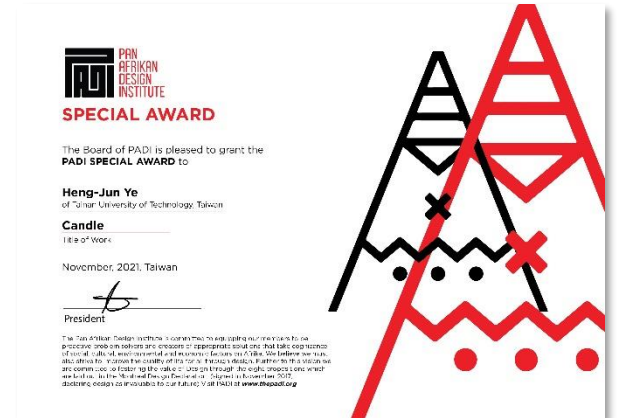 PADI
PAN
AFRIKAN
DESIGN
INSTITUTE
SPECIAL AWARD
The Board of PADI is pleased to grant the
PADI SPECIAL AWARD to
Heng-Jun Ye
of Tainan University of Technology, Taiwan
Candle
Title of Work
November, 2021, Taiwan
President
The Pan Afrikan Design Institute is committed to equipping our members to be
proactive problem solvers and creators of appropriate solutions that take cognizance
of social, cultural, environmental and economic factors on Afrika. We believe we must
also strive to improve the quality of life for all through design. Further to this vision we
are committed to fostering the value of Design through the eight propositions which
are laid out in the Montreal Design Declaration (signed in November 2017,
declaring design as invaluable to our future) Visit PADI at www.thepadi.org